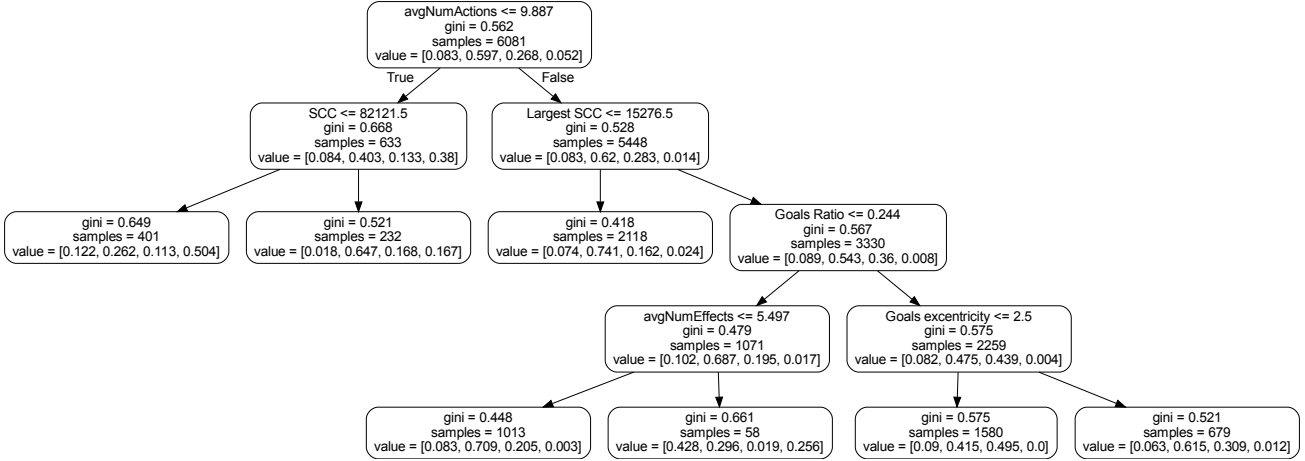 avgNumActions <= 9.887
gini = 0.562
samples = 6081
value = [0.083, 0.597, 0.268, 0.052]
True
False
SCC <= 82121.5
gini = 0.668
samples = 633
value = [0.084, 0.403, 0.133, 0.38]
Largest SCC <= 15276.5
gini = 0.528
samples = 5448
value = [0.083, 0.62, 0.283, 0.014]
gini = 0.649
samples = 401
value = [0.122, 0.262, 0.113, 0.504]
gini = 0.521
samples = 232
value = [0.018, 0.647, 0.168, 0.167]
gini = 0.418
samples = 2118
value = [0.074, 0.741, 0.162, 0.024]
Goals Ratio <= 0.244
gini = 0.567
samples = 3330
value = [0.089, 0.543, 0.36, 0.008]
avgNumEffects <= 5.497
gini = 0.479
samples = 1071
value = [0.102, 0.687, 0.195, 0.017]
Goals excentricity <= 2.5
gini = 0.575
samples = 2259
value = [0.082, 0.475, 0.439, 0.004]
gini = 0.448
samples = 1013
value = [0.083, 0.709, 0.205, 0.003]
gini = 0.661
samples = 58
value = [0.428, 0.296, 0.019, 0.256]
gini = 0.575
samples = 1580
value = [0.09, 0.415, 0.495, 0.0]
gini = 0.521
samples = 679
value = [0.063, 0.615, 0.309, 0.012]